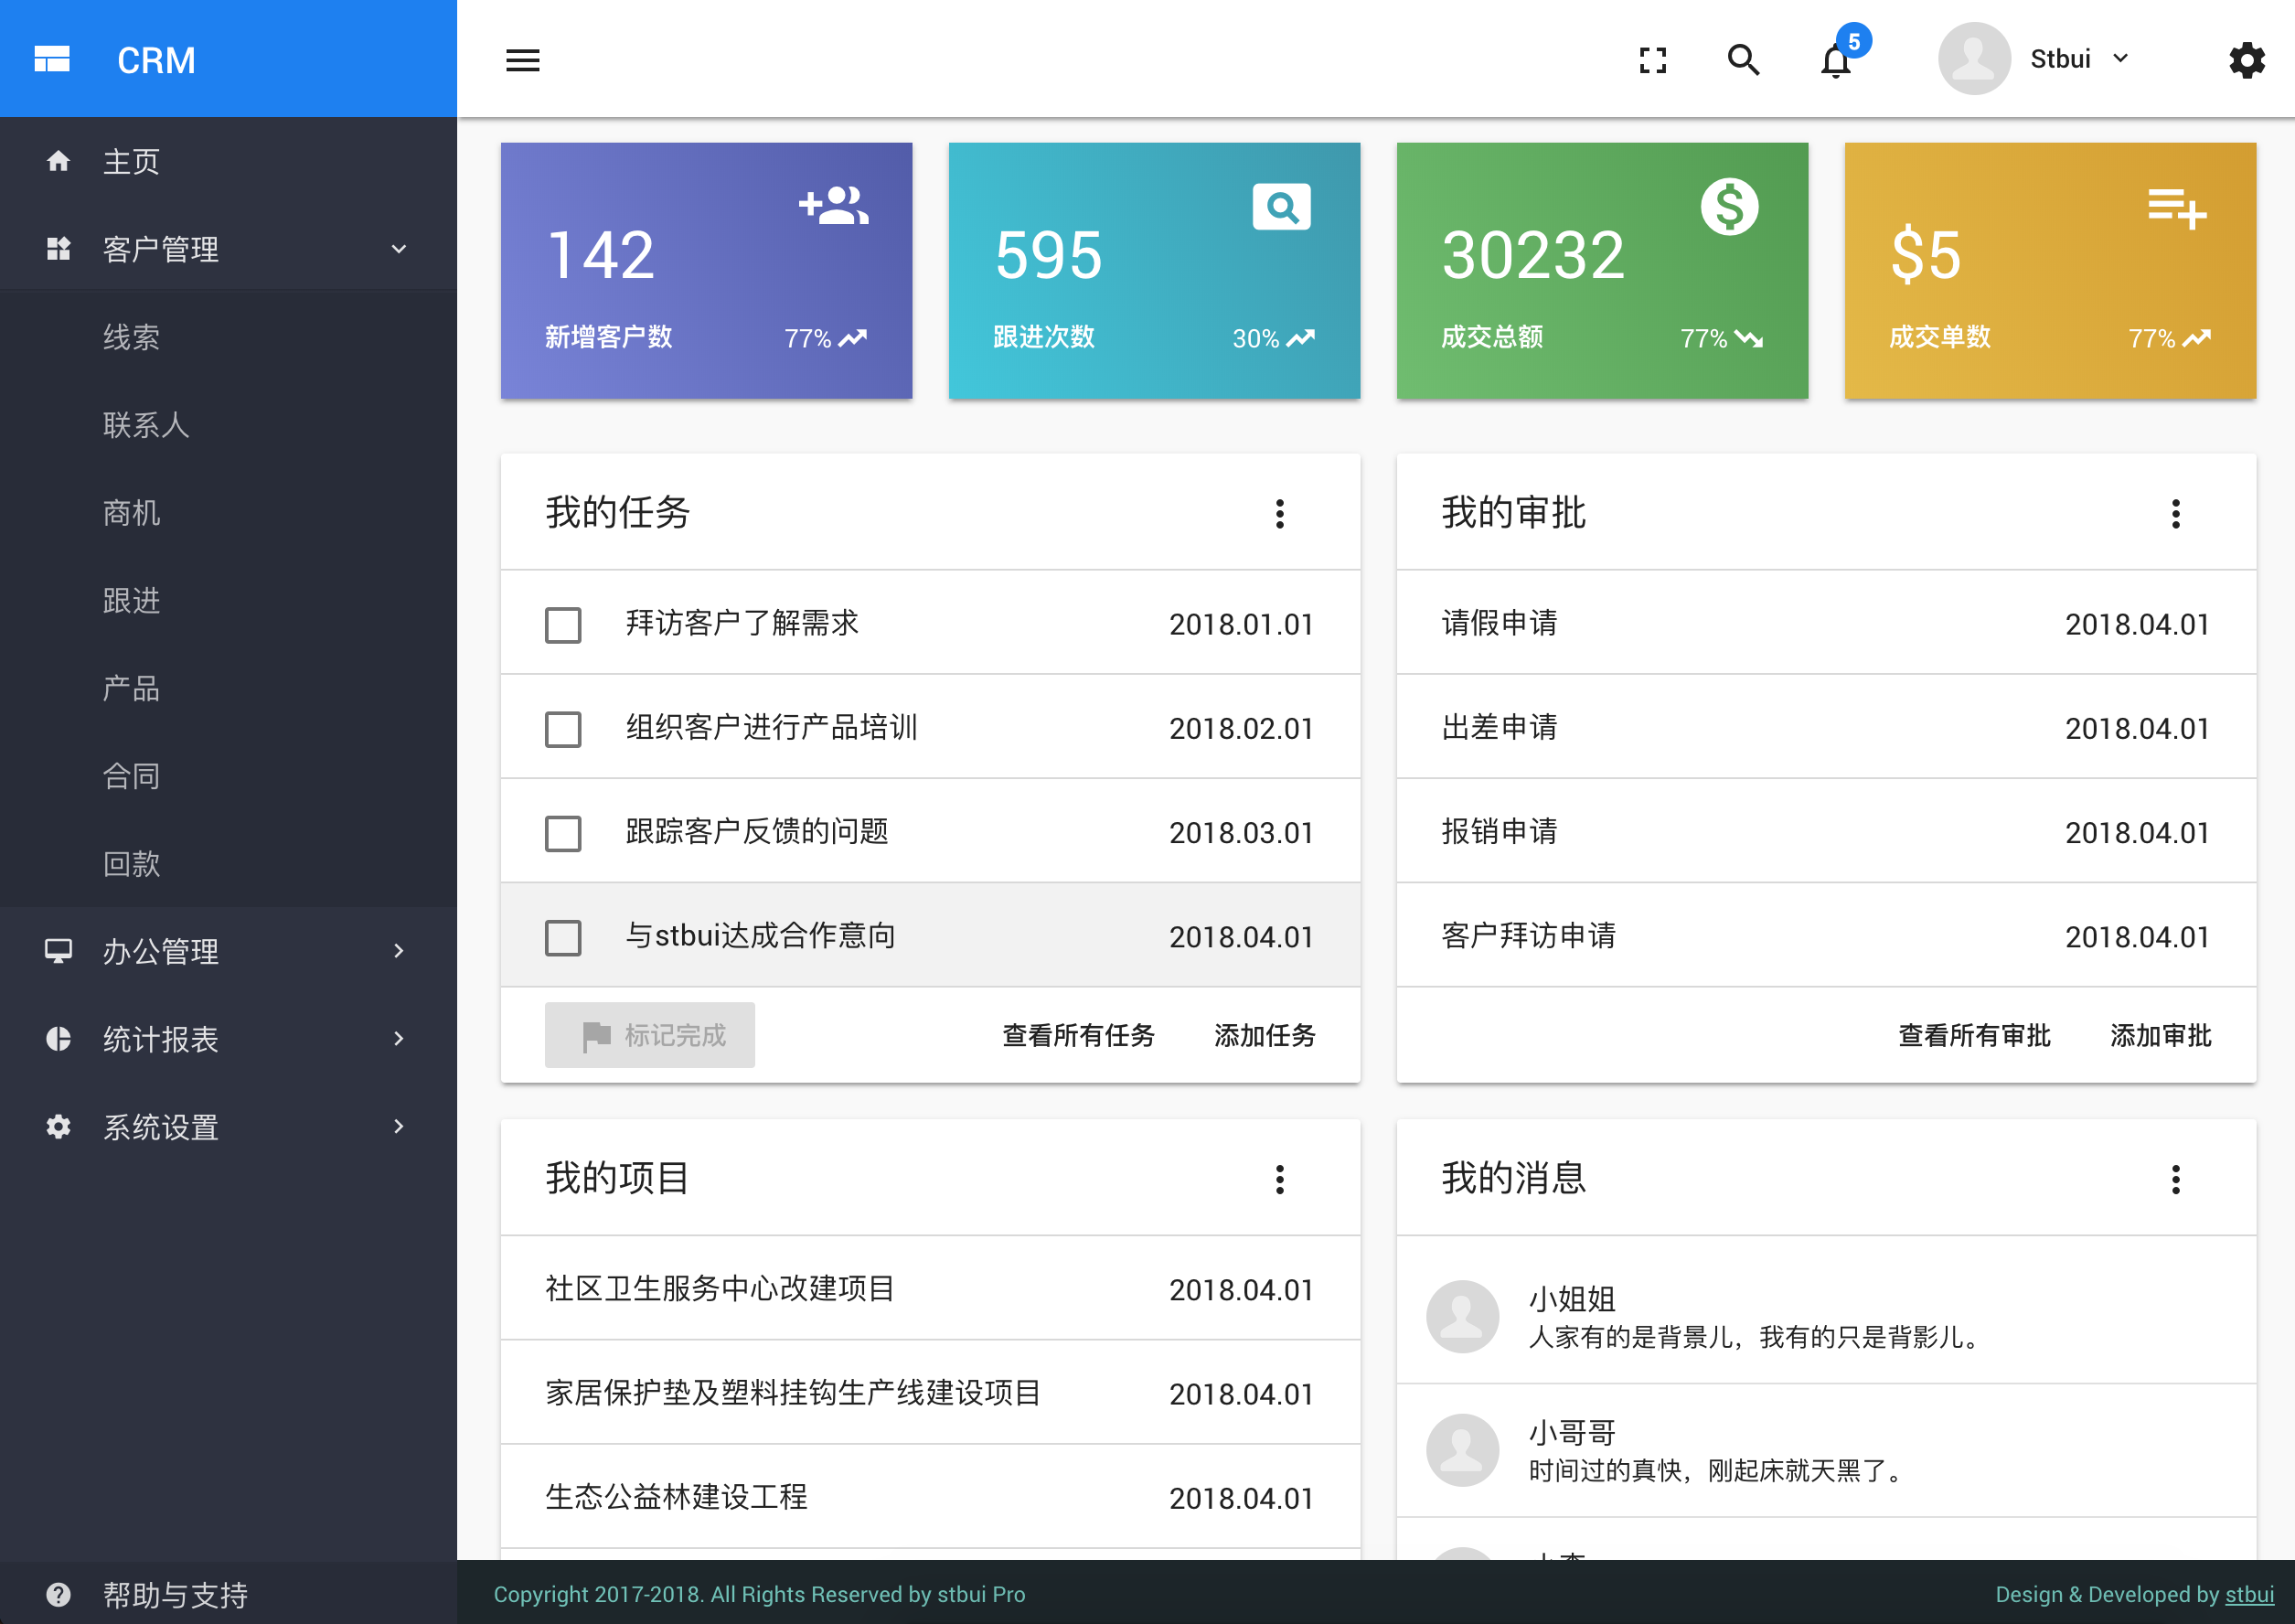 CRM
5
Stbui
主页
客户管理
线索
联系人
商机
跟进
产品
合同
回款
办公管理
统计报表
系统设置
帮助与支持
142
新增客户数 77%
595
跟进次数 30%
30232
成交总额 77%
$5
成交单数 77%
我的任务
拜访客户了解需求 2018.01.01
组织客户进行产品培训 2018.02.01
跟踪客户反馈的问题 2018.03.01
与stbui达成合作意向 2018.04.01
标记完成 查看所有任务 添加任务
我的审批
请假申请 2018.04.01
出差申请 2018.04.01
报销申请 2018.04.01
客户拜访申请 2018.04.01
查看所有审批 添加审批
我的项目
社区卫生服务中心改建项目 2018.04.01
家居保护垫及塑料挂钩生产线建设项目 2018.04.01
生态公益林建设工程 2018.04.01
我的消息
小姐姐
人家有的是背景儿，我有的只是背影儿。
小哥哥
时间过的真快，刚起床就天黑了。
Copyright 2017-2018. All Rights Reserved by stbui Pro
Design & Developed by stbui